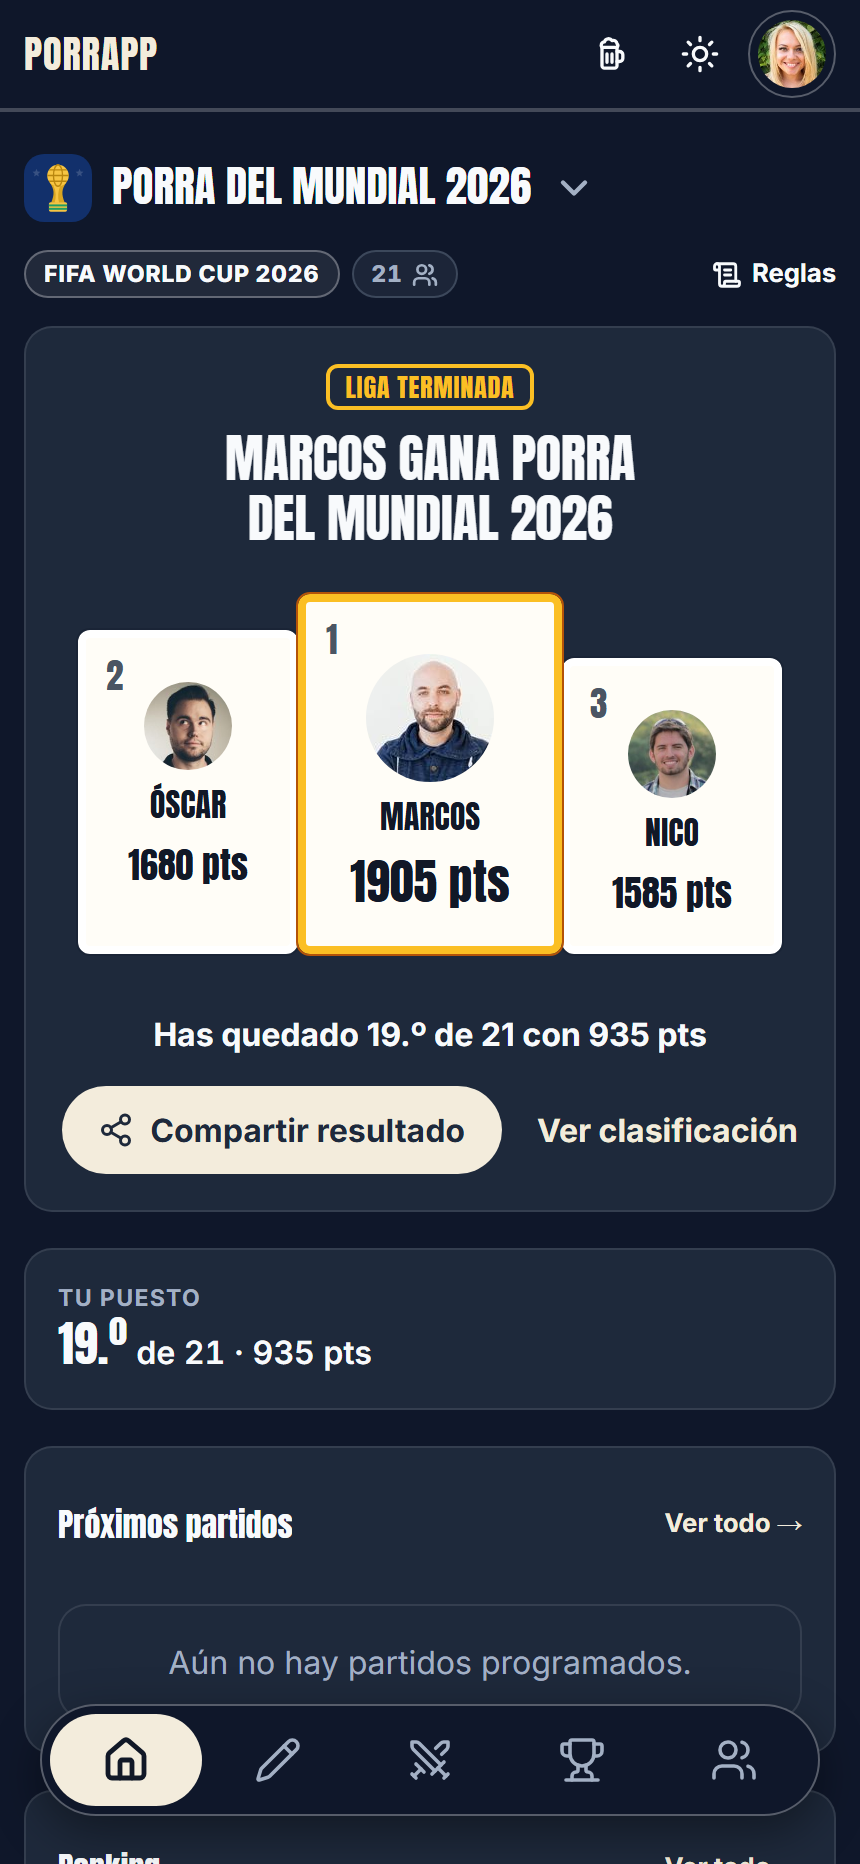 PORRAPP
PORRA DEL MUNDIAL 2026
FIFA WORLD CUP 2026
21
Reglas
LIGA TERMINADA
MARCOS GANA PORRA
DEL MUNDIAL 2026
2
ÓSCAR
1680 pts
1
MARCOS
1905 pts
3
NICO
1585 pts
Has quedado 19.º de 21 con 935 pts
Compartir resultado
Ver clasificación
TU PUESTO
19.º de 21 · 935 pts
Próximos partidos
Ver todo →
Aún no hay partidos programados.
Ranking
Ver todo